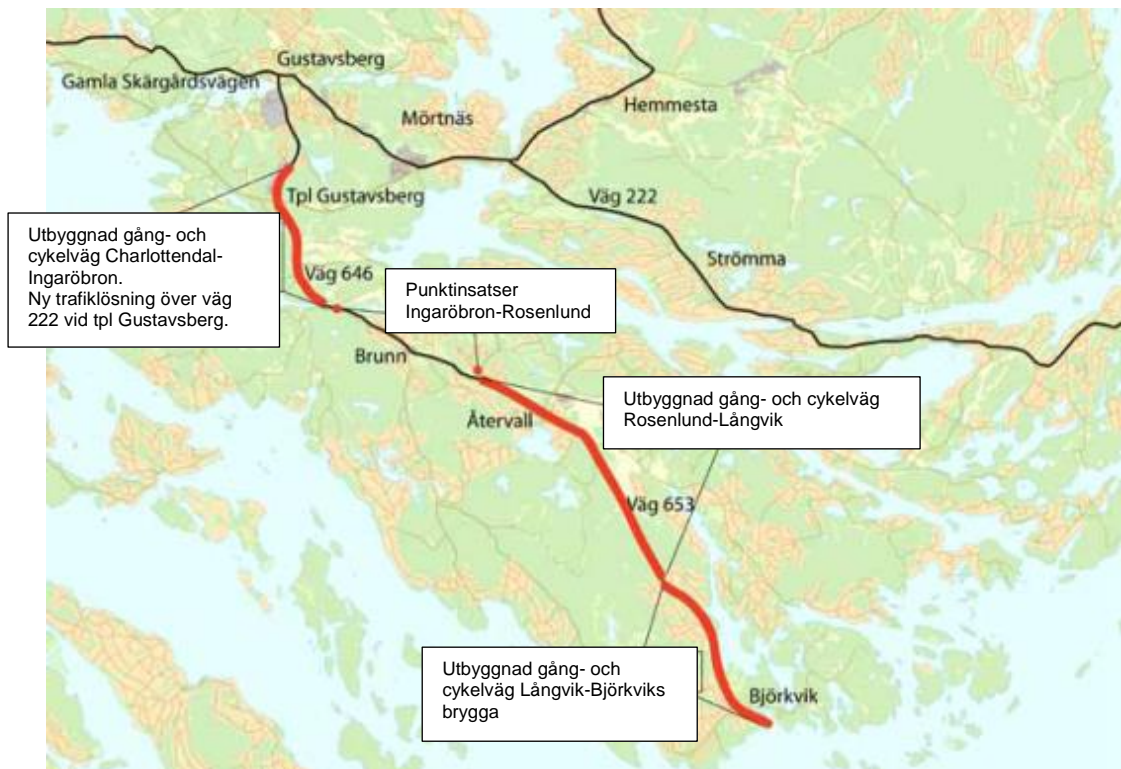 Gustavsberg
Gamla Skärgårdsvägen
Mörtnäs
Hemmesta
Tpl Gustavsberg
Väg 222
Utbyggnad gång- och
cykelväg Charlottendal-
Ingaröbron.
Ny trafiklösning över väg
222 vid tpl Gustavsberg.
Strömma
Väg 646
Punktinsatser
Ingaröbron-Rosenlund
Brunn
Utbyggnad gång- och cykelväg
Rosenlund-Långvik
Återvall
Väg 653
Utbyggnad gång- och
cykelväg Långvik-Björkviks
brygga
Björkvik